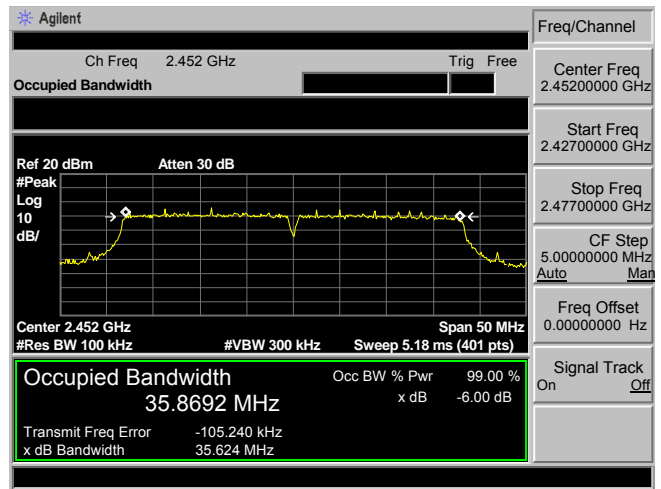 Agilent
Ch Freq 2.452 GHz Trig Free
Occupied Bandwidth
Ref 20 dBm Atten 30 dB
#Peak
Log
10
dB/
Center 2.452 GHz Span 50 MHz
#Res BW 100 kHz #VBW 300 kHz Sweep 5.18 ms (401 pts)
Occupied Bandwidth Occ BW % Pwr 99.00 %
35.8692 MHz x dB -6.00 dB
Transmit Freq Error -105.240 kHz
x dB Bandwidth 35.624 MHz
Freq/Channel
Center Freq
2.45200000 GHz
Start Freq
2.42700000 GHz
Stop Freq
2.47700000 GHz
CF Step
5.00000000 MHz
Auto Man
Freq Offset
0.00000000 Hz
Signal Track
On Off